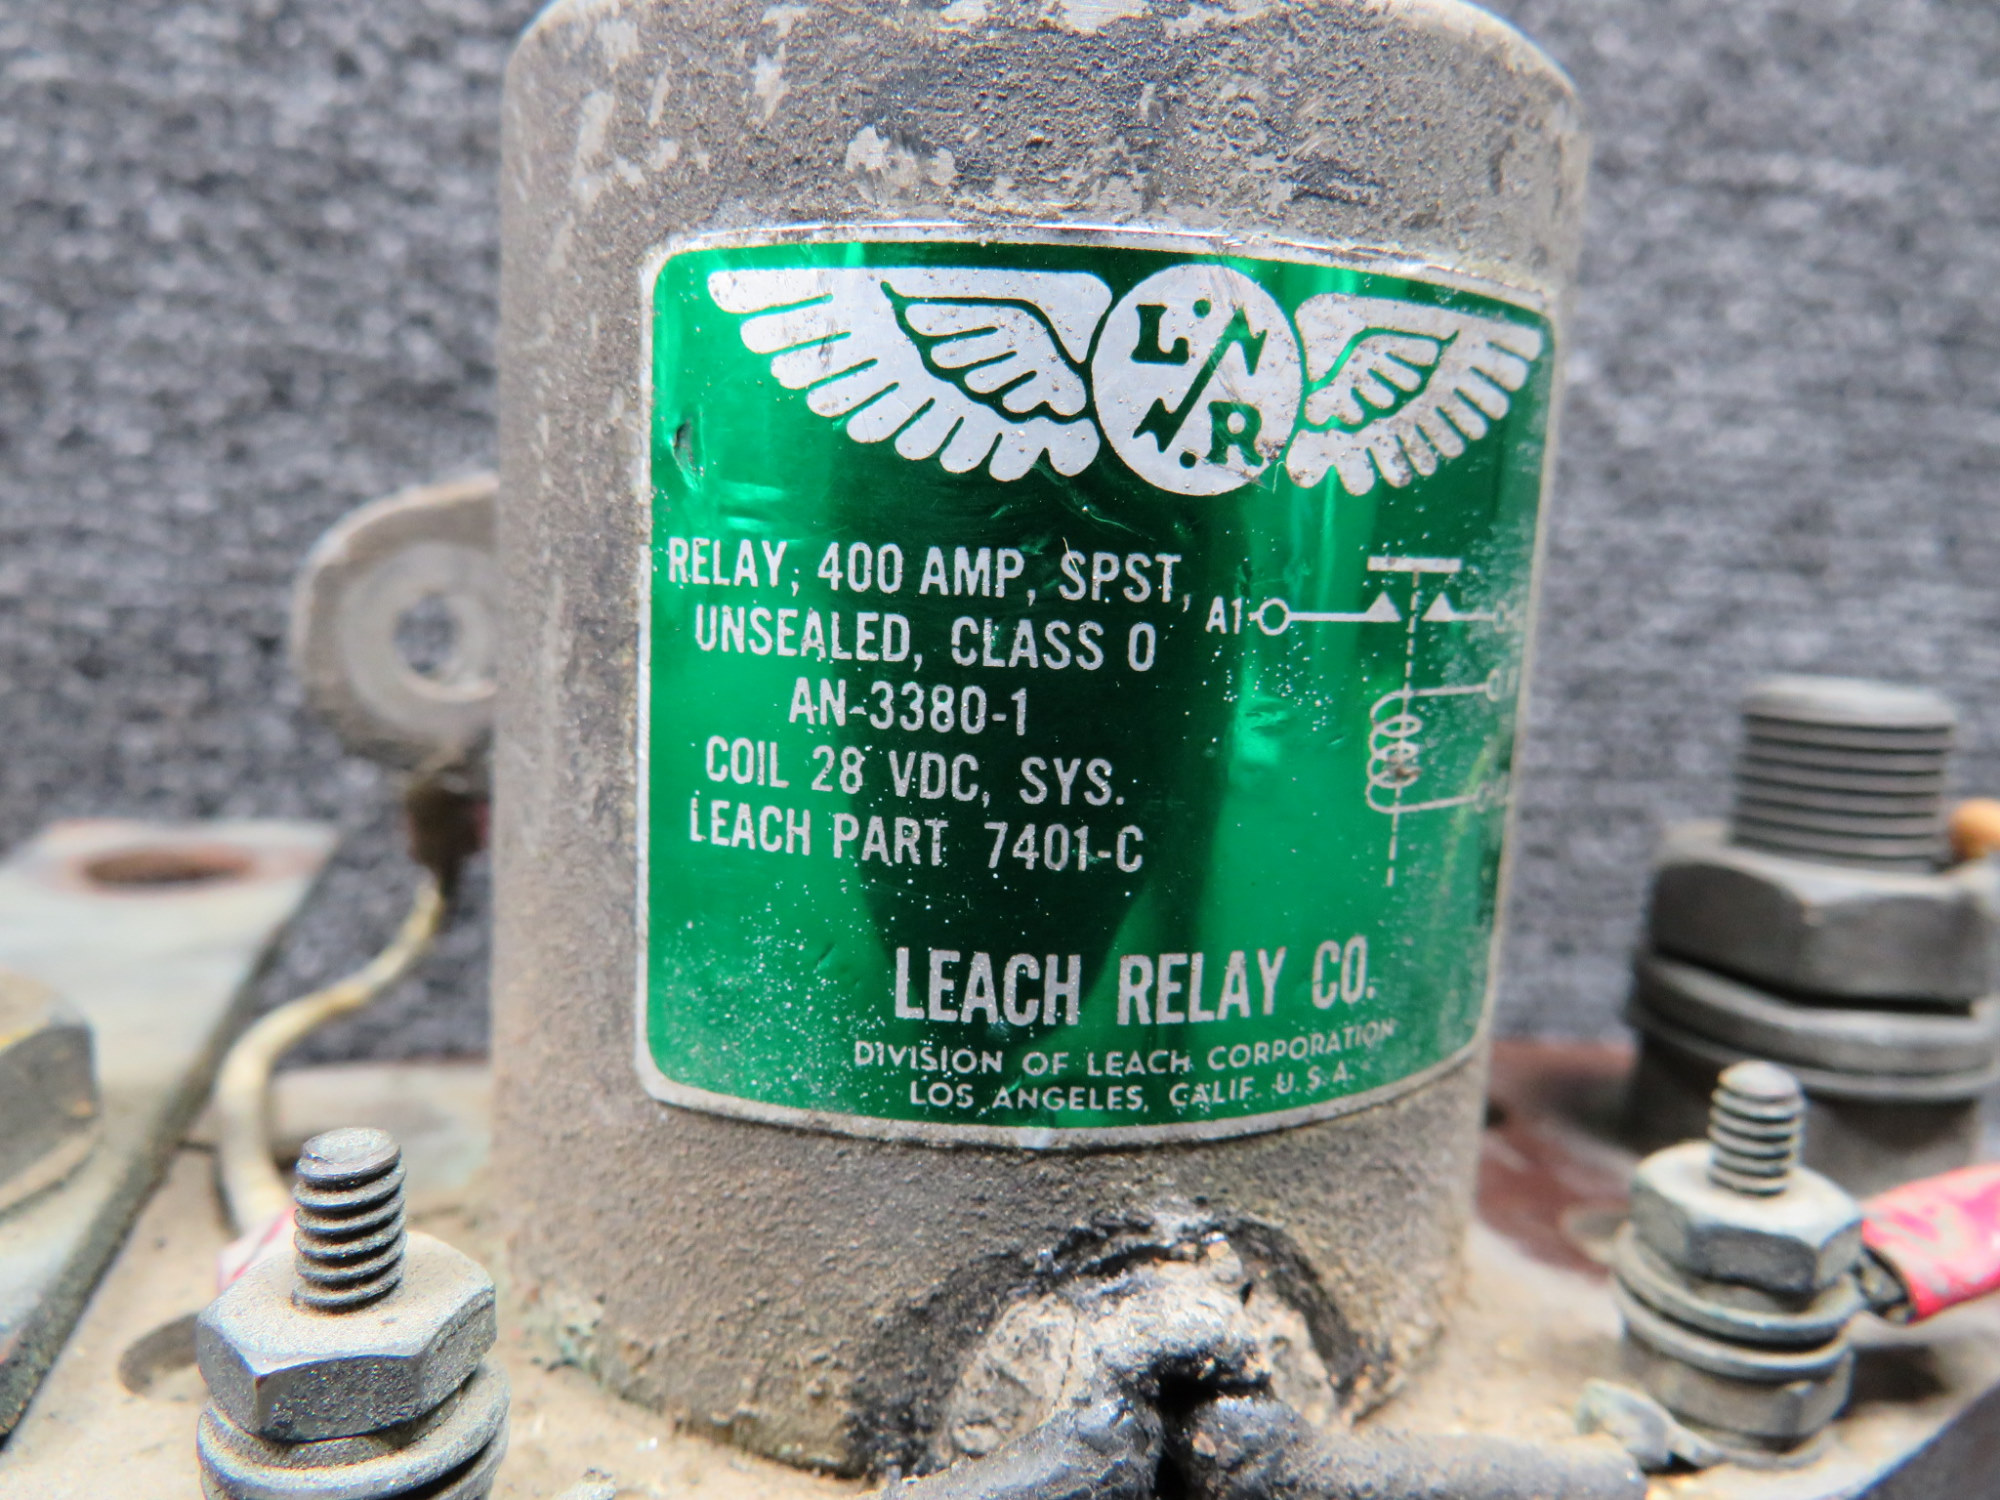 L N
R
RELAY, 400 AMP, SPST,
UNSEALED, CLASS 0
A1
AN-3380-1
COIL 28 VDC, SYS.
LEACH PART 7401-C
LEACH RELAY CO.
DIVISION OF LEACH CORPORATION
LOS ANGELES, CALIF. U.S.A.